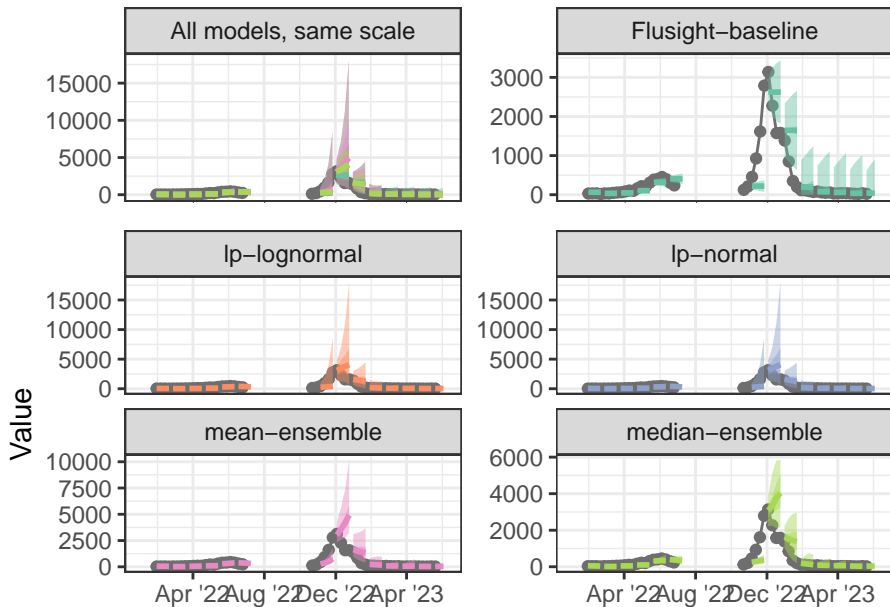 All models, same scale
Flusight−baseline
15000
10000
5000
0
3000
2000
1000
0
lp−lognormal
lp−normal
15000
10000
5000
0
15000
10000
5000
0
Value
mean−ensemble
median−ensemble
10000
7500
5000
2500
0
6000
4000
2000
0
Apr '22 Aug '22 Dec '22 Apr '23
Apr '22 Aug '22 Dec '22 Apr '23